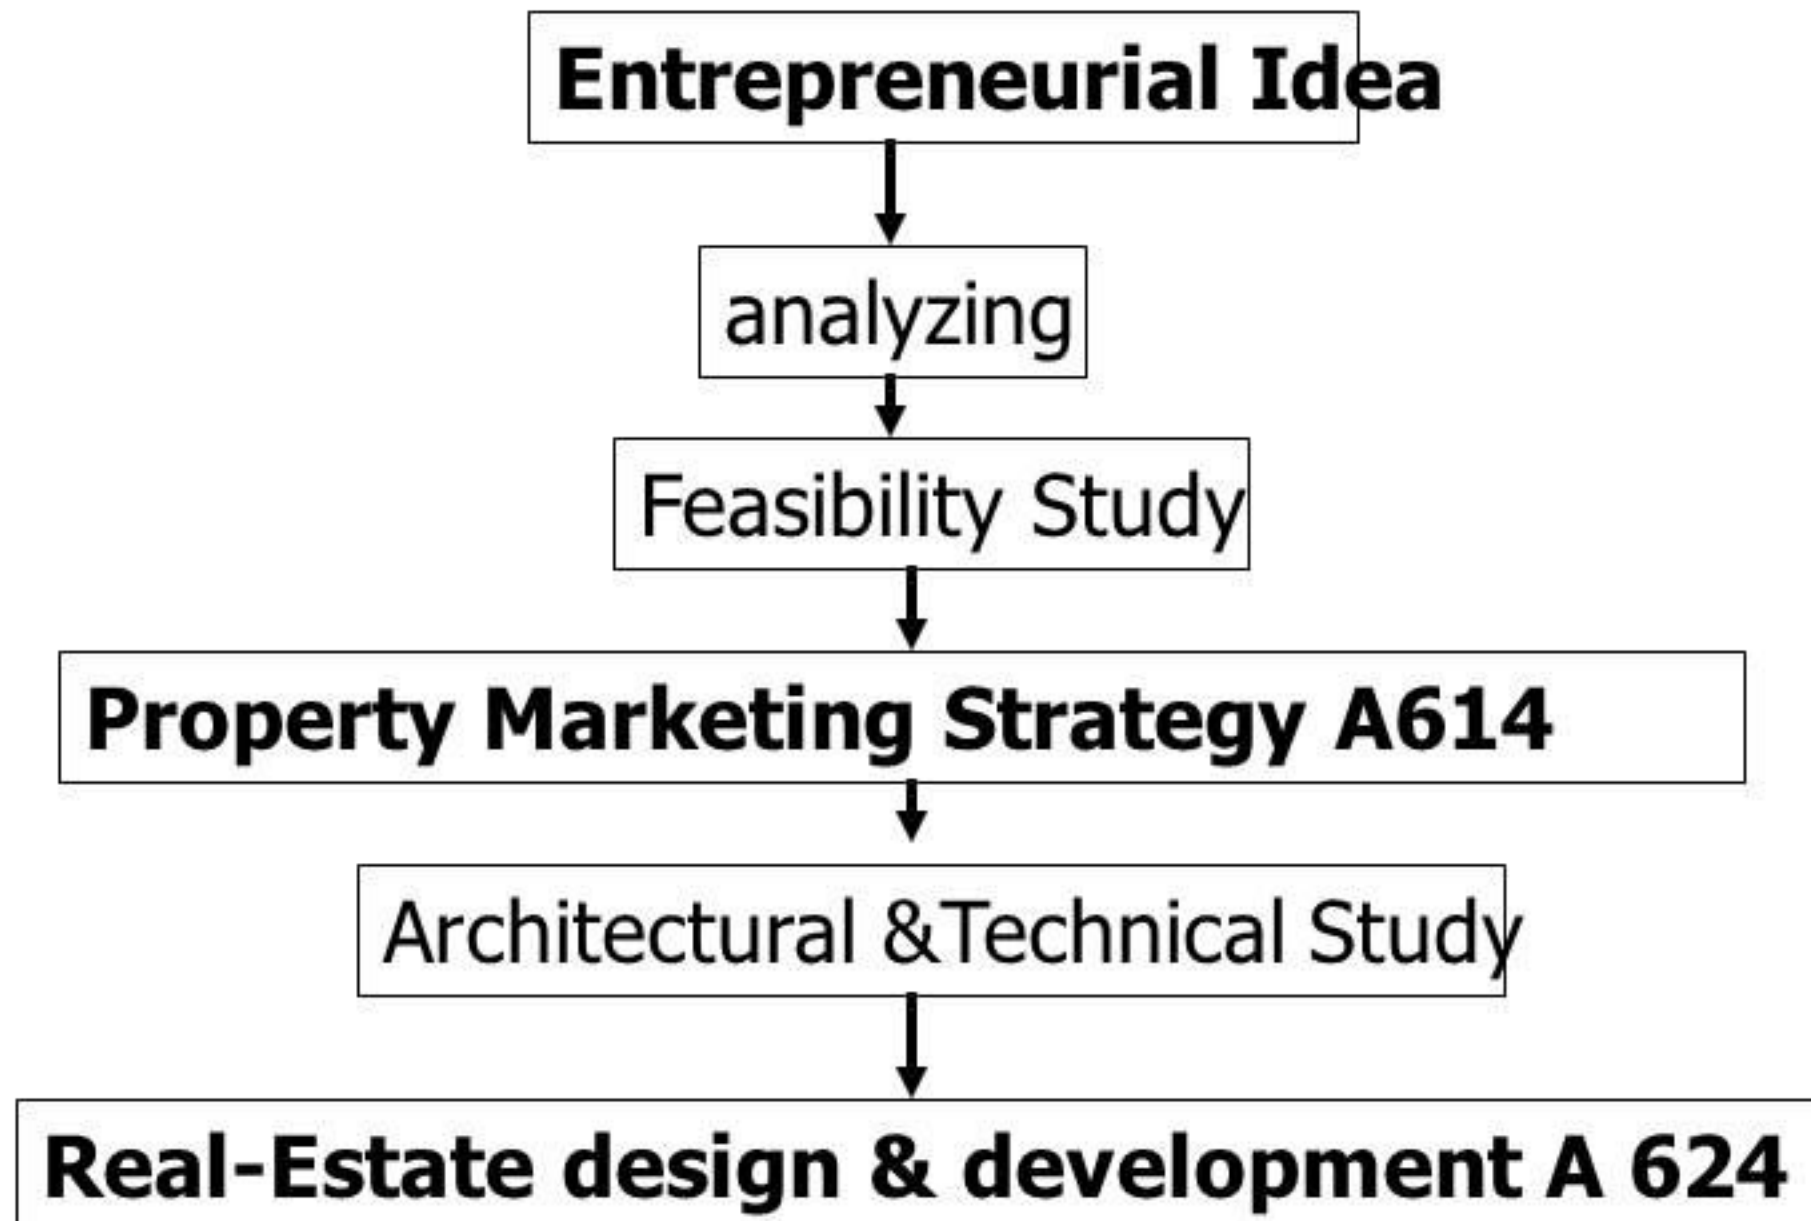 Entrepreneurial Idea
analyzing
Feasibility Study
Property Marketing Strategy A614
Architectural &Technical Study
Real-Estate design & development A 624